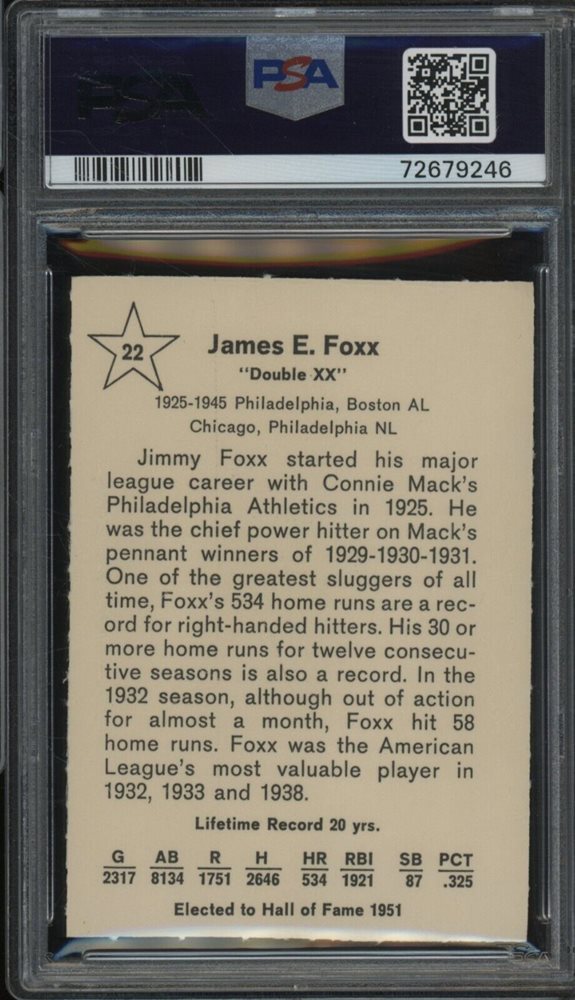 PSA
PSA
72679246
22
James E. Foxx
"Double XX"
1925-1945 Philadelphia, Boston AL
Chicago, Philadelphia NL
Jimmy Foxx started his major
league career with Connie Mack's
Philadelphia Athletics in 1925. He
was the chief power hitter on Mack's
pennant winners of 1929-1930-1931.
One of the greatest sluggers of all
time, Foxx's 534 home runs are a rec-
ord for right-handed hitters. His 30 or
more home runs for twelve consecu-
tive seasons is also a record. In the
1932 season, although out of action
for almost a month, Foxx hit 58
home runs. Foxx was the American
League's most valuable player in
1932, 1933 and 1938.
Lifetime Record 20 yrs.
G AB R H HR RBI SB PCT
2317 8134 1751 2646 534 1921 87 .325
Elected to Hall of Fame 1951